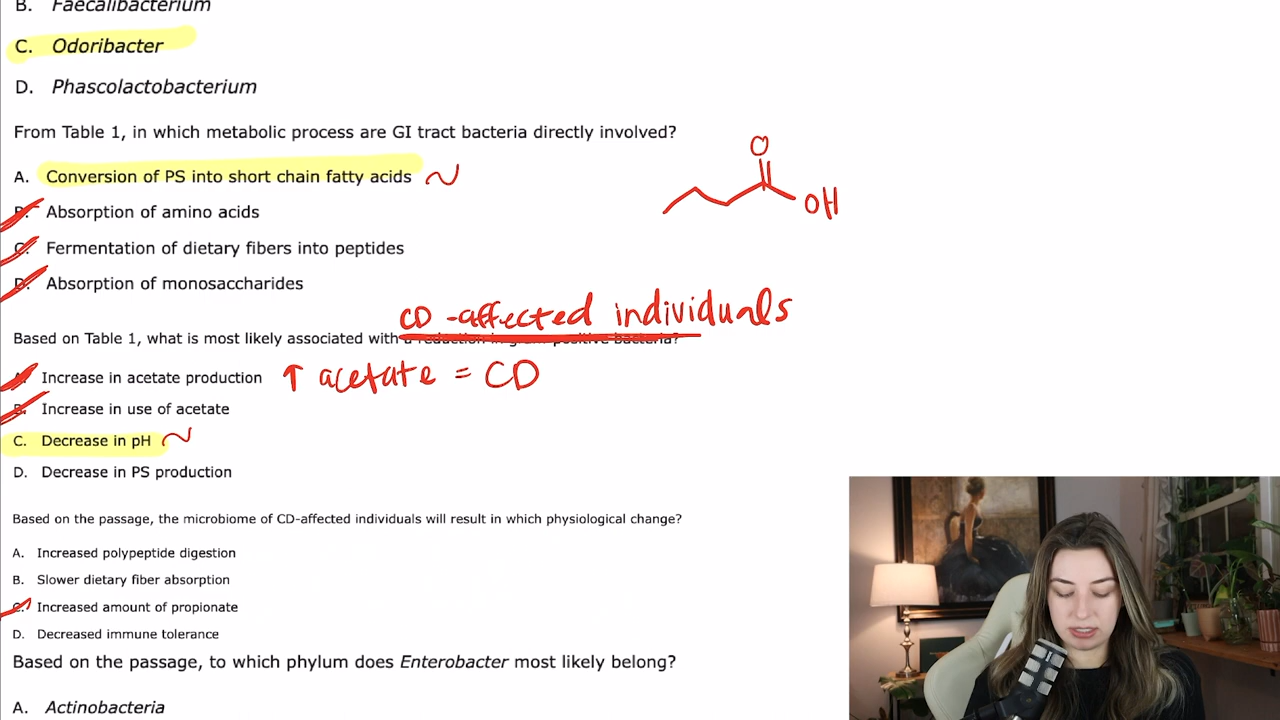 B. Faecalibacterium
C. Odoribacter
D. Phascolactobacterium
From Table 1, in which metabolic process are GI tract bacteria directly involved?
A. Conversion of PS into short chain fatty acids
O
OH
B. Absorption of amino acids
C. Fermentation of dietary fibers into peptides
D. Absorption of monosaccharides
CD-affected individuals
Based on Table 1, what is most likely associated with a reduction in gram-positive bacteria?
A. Increase in acetate production ↑ acetate = CD
B. Increase in use of acetate
C. Decrease in pH
D. Decrease in PS production
Based on the passage, the microbiome of CD-affected individuals will result in which physiological change?
A. Increased polypeptide digestion
B. Slower dietary fiber absorption
C. Increased amount of propionate
D. Decreased immune tolerance
Based on the passage, to which phylum does Enterobacter most likely belong?
A. Actinobacteria